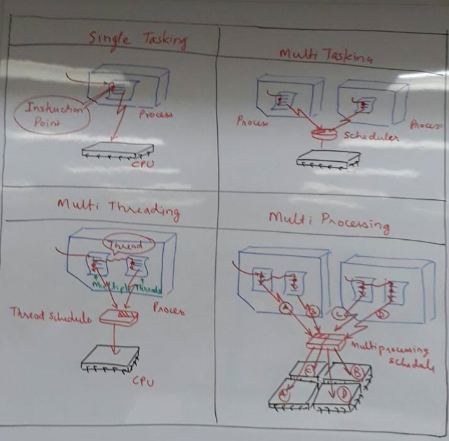 Single Tasking
Instruction
Point
Process
CPU
Multi Tasking
Process
Process
Scheduler
Multi Threading
Thread
Multiple Threads
Thread Schedule
Process
CPU
Multi Processing
A
B
C
D
Multiprocessing
Schedule
C
B
A
D